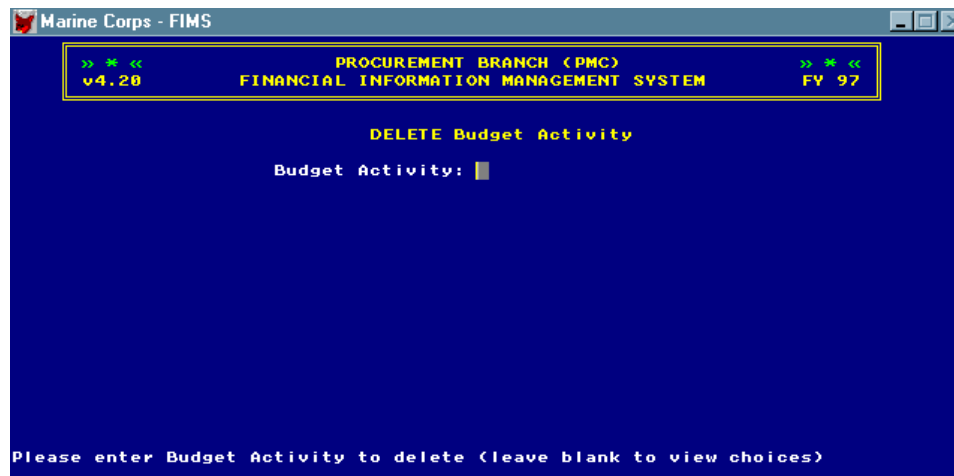 Marine Corps - FIMS
» * « PROCUREMENT BRANCH (PMC) » * «
v4.20 FINANCIAL INFORMATION MANAGEMENT SYSTEM FY 97
DELETE Budget Activity
Budget Activity:
Please enter Budget Activity to delete (leave blank to view choices)